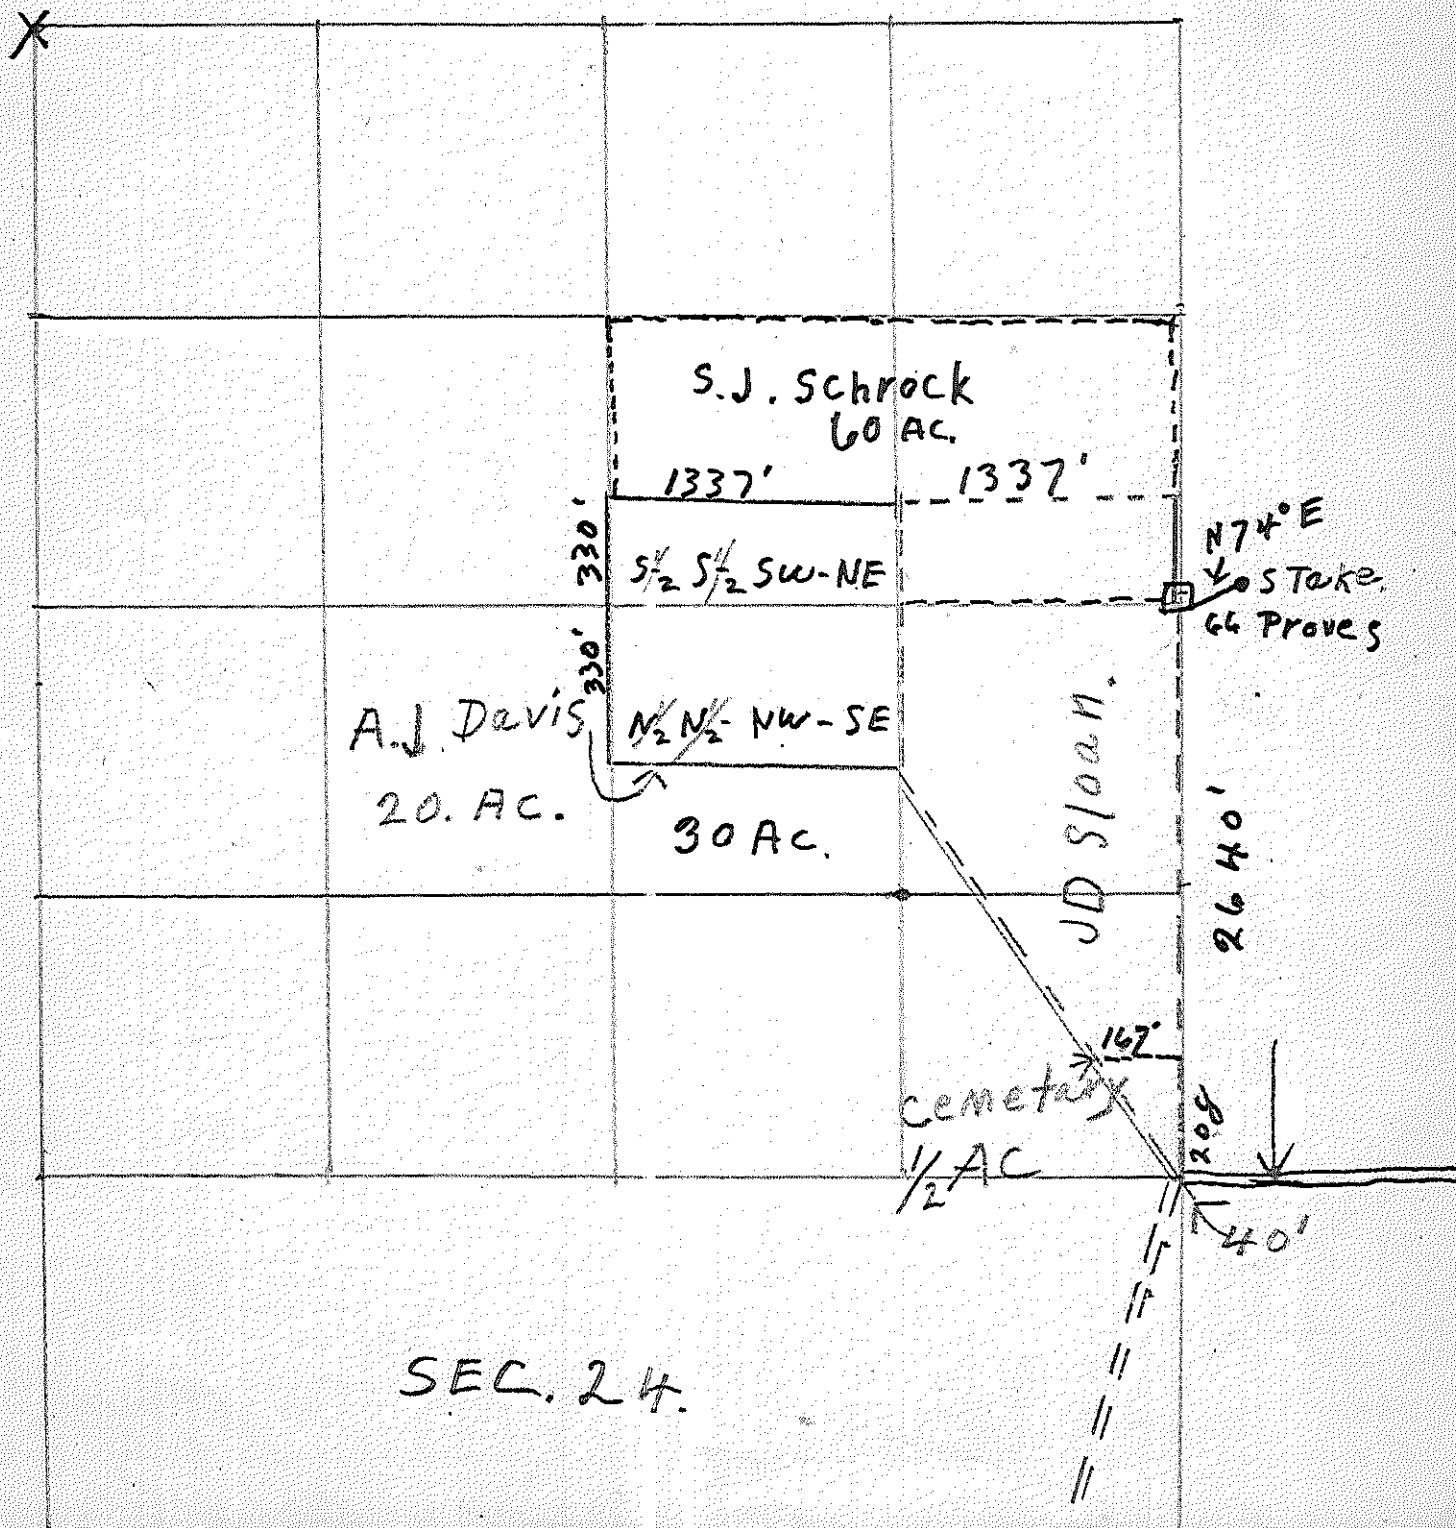 X
S.J. Schrock
60 AC.
1337'
1337'
330'
S½ S½ SW-NE
N74°E
STake
66 Proves
330'
A.J. Davis
20. AC.
N½ N½- NW-SE
30 AC.
JD Sloan.
2640'
167'
208
cemetary
1/2 AC
40'
SEC. 24.